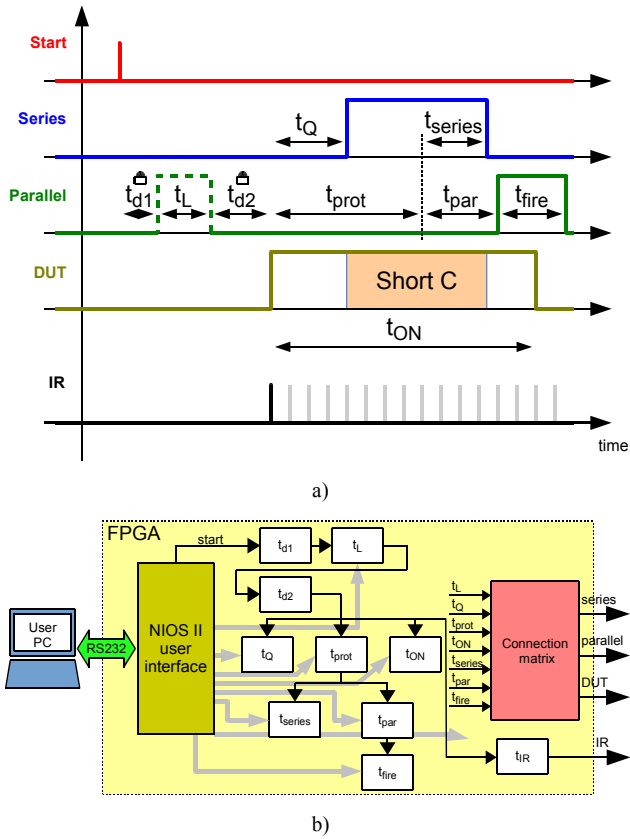 Start
Series
tQ
tseries
Parallel
td1
tL
td2
tprot
tpar
tfire
DUT
Short C
tON
IR
time
a)
FPGA
start
td1
tL
td2
tL
tQ
tprot
tON
tseries
tpar
tfire
series
parallel
DUT
Connection
matrix
User
PC
RS232
NIOS II
user
interface
tQ
tprot
tON
tseries
tpar
tfire
tIR
IR
b)